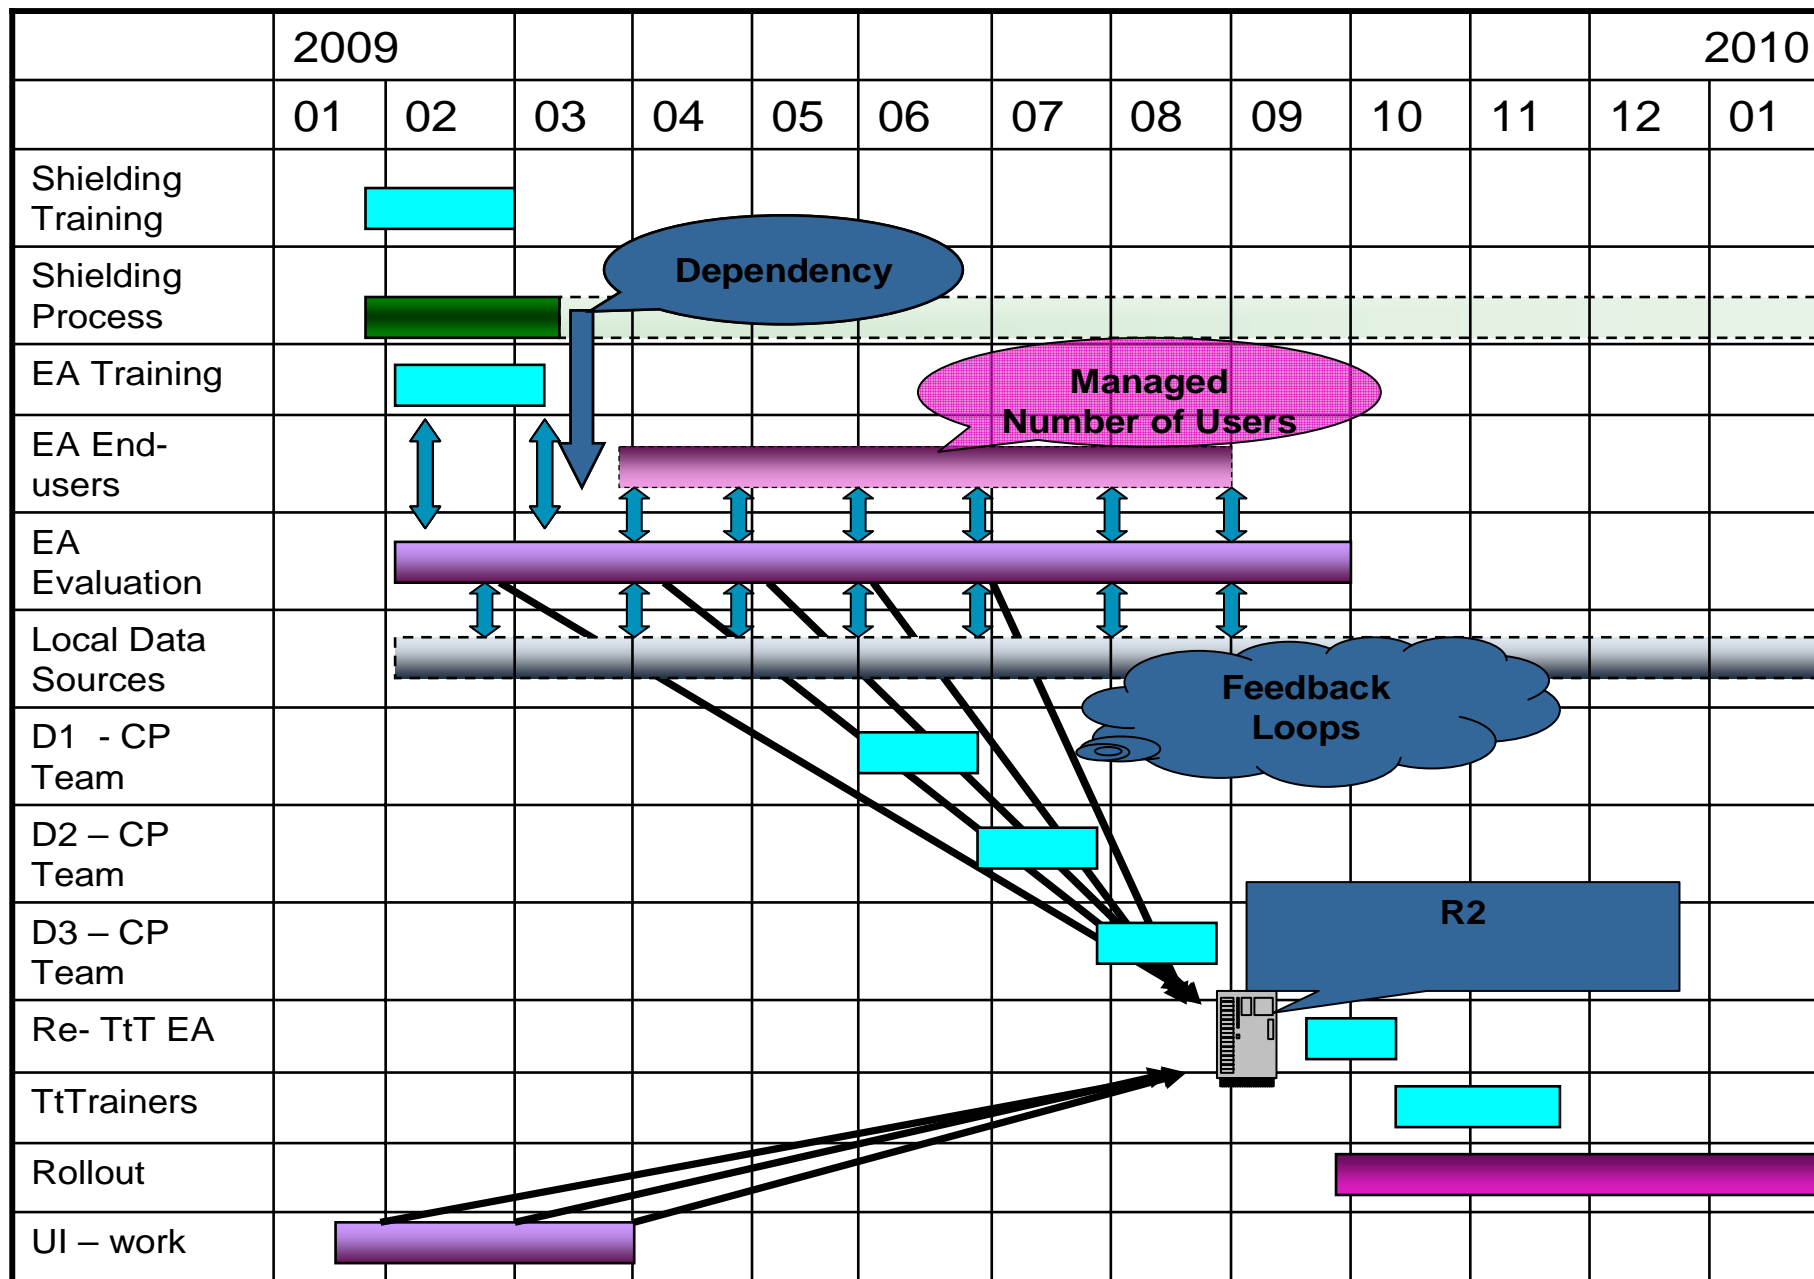 2009 2010
01 02 03 04 05 06 07 08 09 10 11 12 01
Shielding
Training
Shielding
Process
Dependency
EA Training
Managed
Number of Users
EA End-
users
EA
Evaluation
Local Data
Sources
Feedback
Loops
D1 - CP
Team
D2 – CP
Team
D3 – CP
Team
R2
Re- TtT EA
TtTrainers
Rollout
UI – work